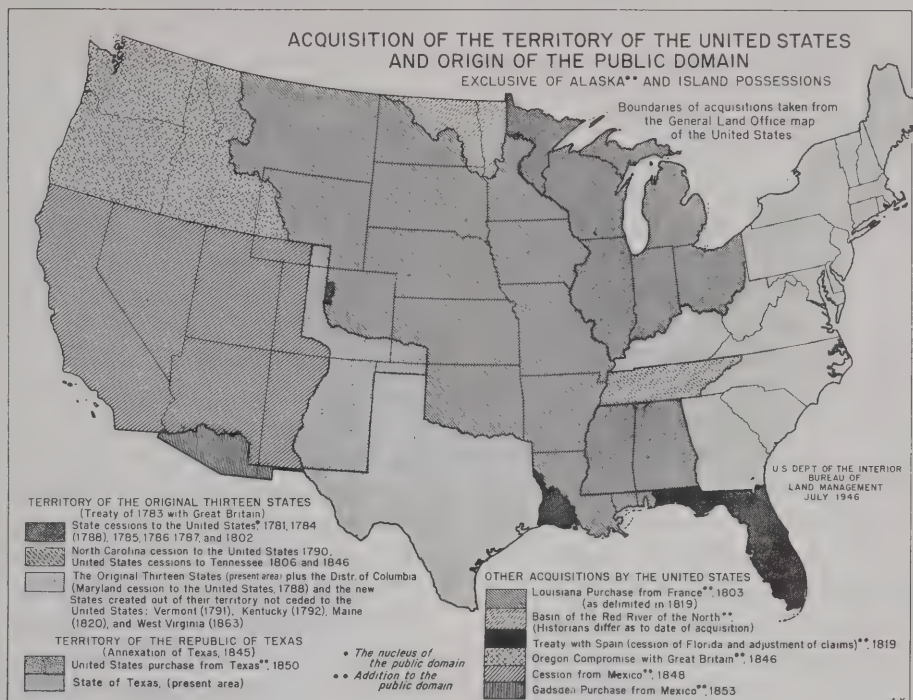 ACQUISITION OF THE TERRITORY OF THE UNITED STATES
AND ORIGIN OF THE PUBLIC DOMAIN
EXCLUSIVE OF ALASKA•• AND ISLAND POSSESSIONS
Boundaries of acquisitions taken from
the General Land Office map
of the United States
U S DEPT OF THE INTERIOR
BUREAU OF
LAND MANAGEMENT
JULY 1946
TERRITORY OF THE ORIGINAL THIRTEEN STATES
(Treaty of 1783 with Great Britain)
State cessions to the United States•, 1781, 1784
(1788), 1785, 1786 1787, and 1802
North Carolina cession to the United States 1790,
United States cessions to Tennessee 1806 and 1846
The Original Thirteen States (present area) plus the Distr. of Columbia
(Maryland cession to the United States, 1788) and the new
States created out of their territory not ceded to the
United States: Vermont (1791), Kentucky (1792), Maine
(1820), and West Virginia (1863)
TERRITORY OF THE REPUBLIC OF TEXAS
(Annexation of Texas, 1845)
United States purchase from Texas••, 1850
State of Texas, (present area)
• The nucleus of
the public domain
•• Addition to the
public domain
OTHER ACQUISITIONS BY THE UNITED STATES
Louisiana Purchase from France••, 1803
(as delimited in 1819)
Basin of the Red River of the North••,
(Historians differ as to date of acquisition)
Treaty with Spain (cession of Florida and adjustment of claims)••, 1819
Oregon Compromise with Great Britain••, 1846
Cession from Mexico••, 1848
Gadsden Purchase from Mexico••, 1853